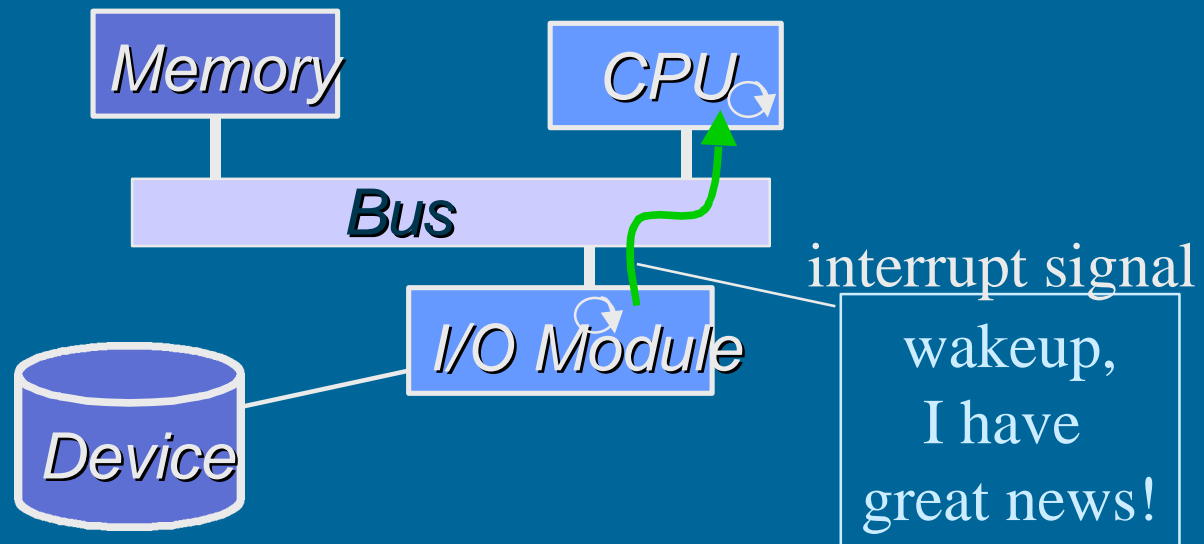 Memory
CPU
Bus
interrupt signal
I/O Module
wakeup,
I have
great news!
Device